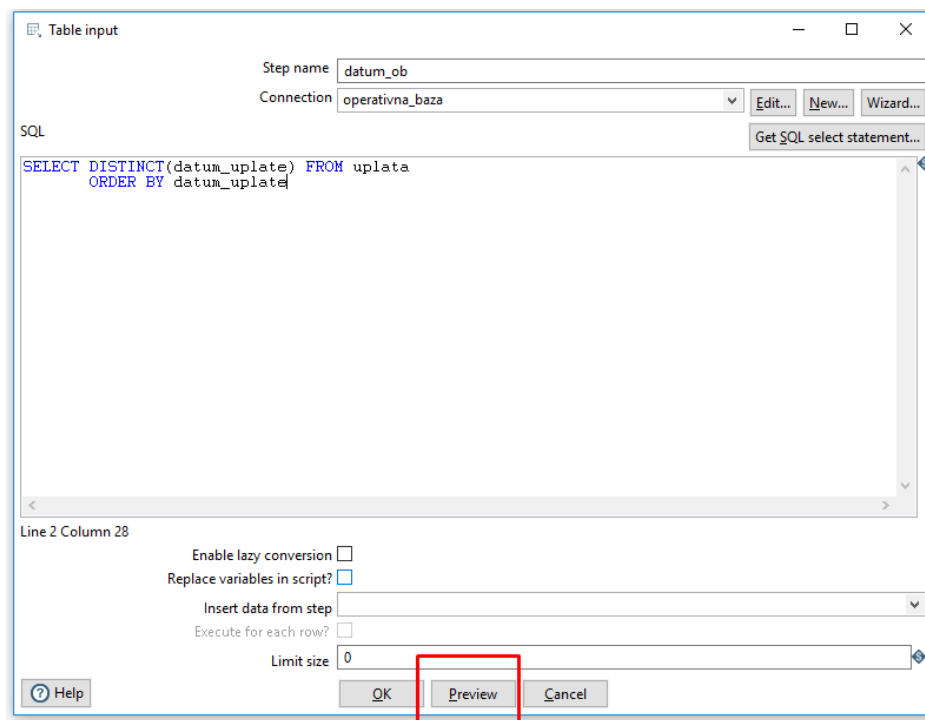 Table input
Step name datum_ob
Connection operativna_baza Edit... New... Wizard...
SQL Get SQL select statement...
SELECT DISTINCT(datum_uplate) FROM uplata
ORDER BY datum_uplate
Line 2 Column 28
Enable lazy conversion
Replace variables in script?
Insert data from step
Execute for each row?
Limit size 0
Help OK Preview Cancel